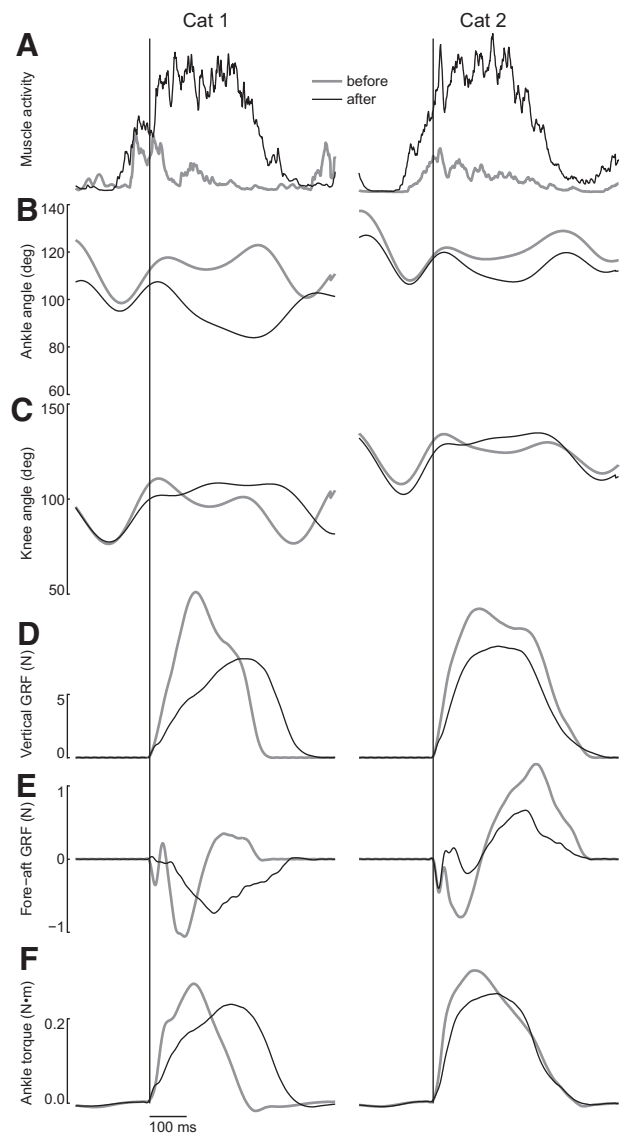 Cat 1
Cat 2
A
Muscle activity
before
after
B
Ankle angle (deg)
140
120
100
80
60
C
Knee angle (deg)
150
100
50
D
Vertical GRF (N)
5
0
E
Fore-aft GRF (N)
1
0
−1
F
Ankle torque (N•m)
0.2
0.0
100 ms